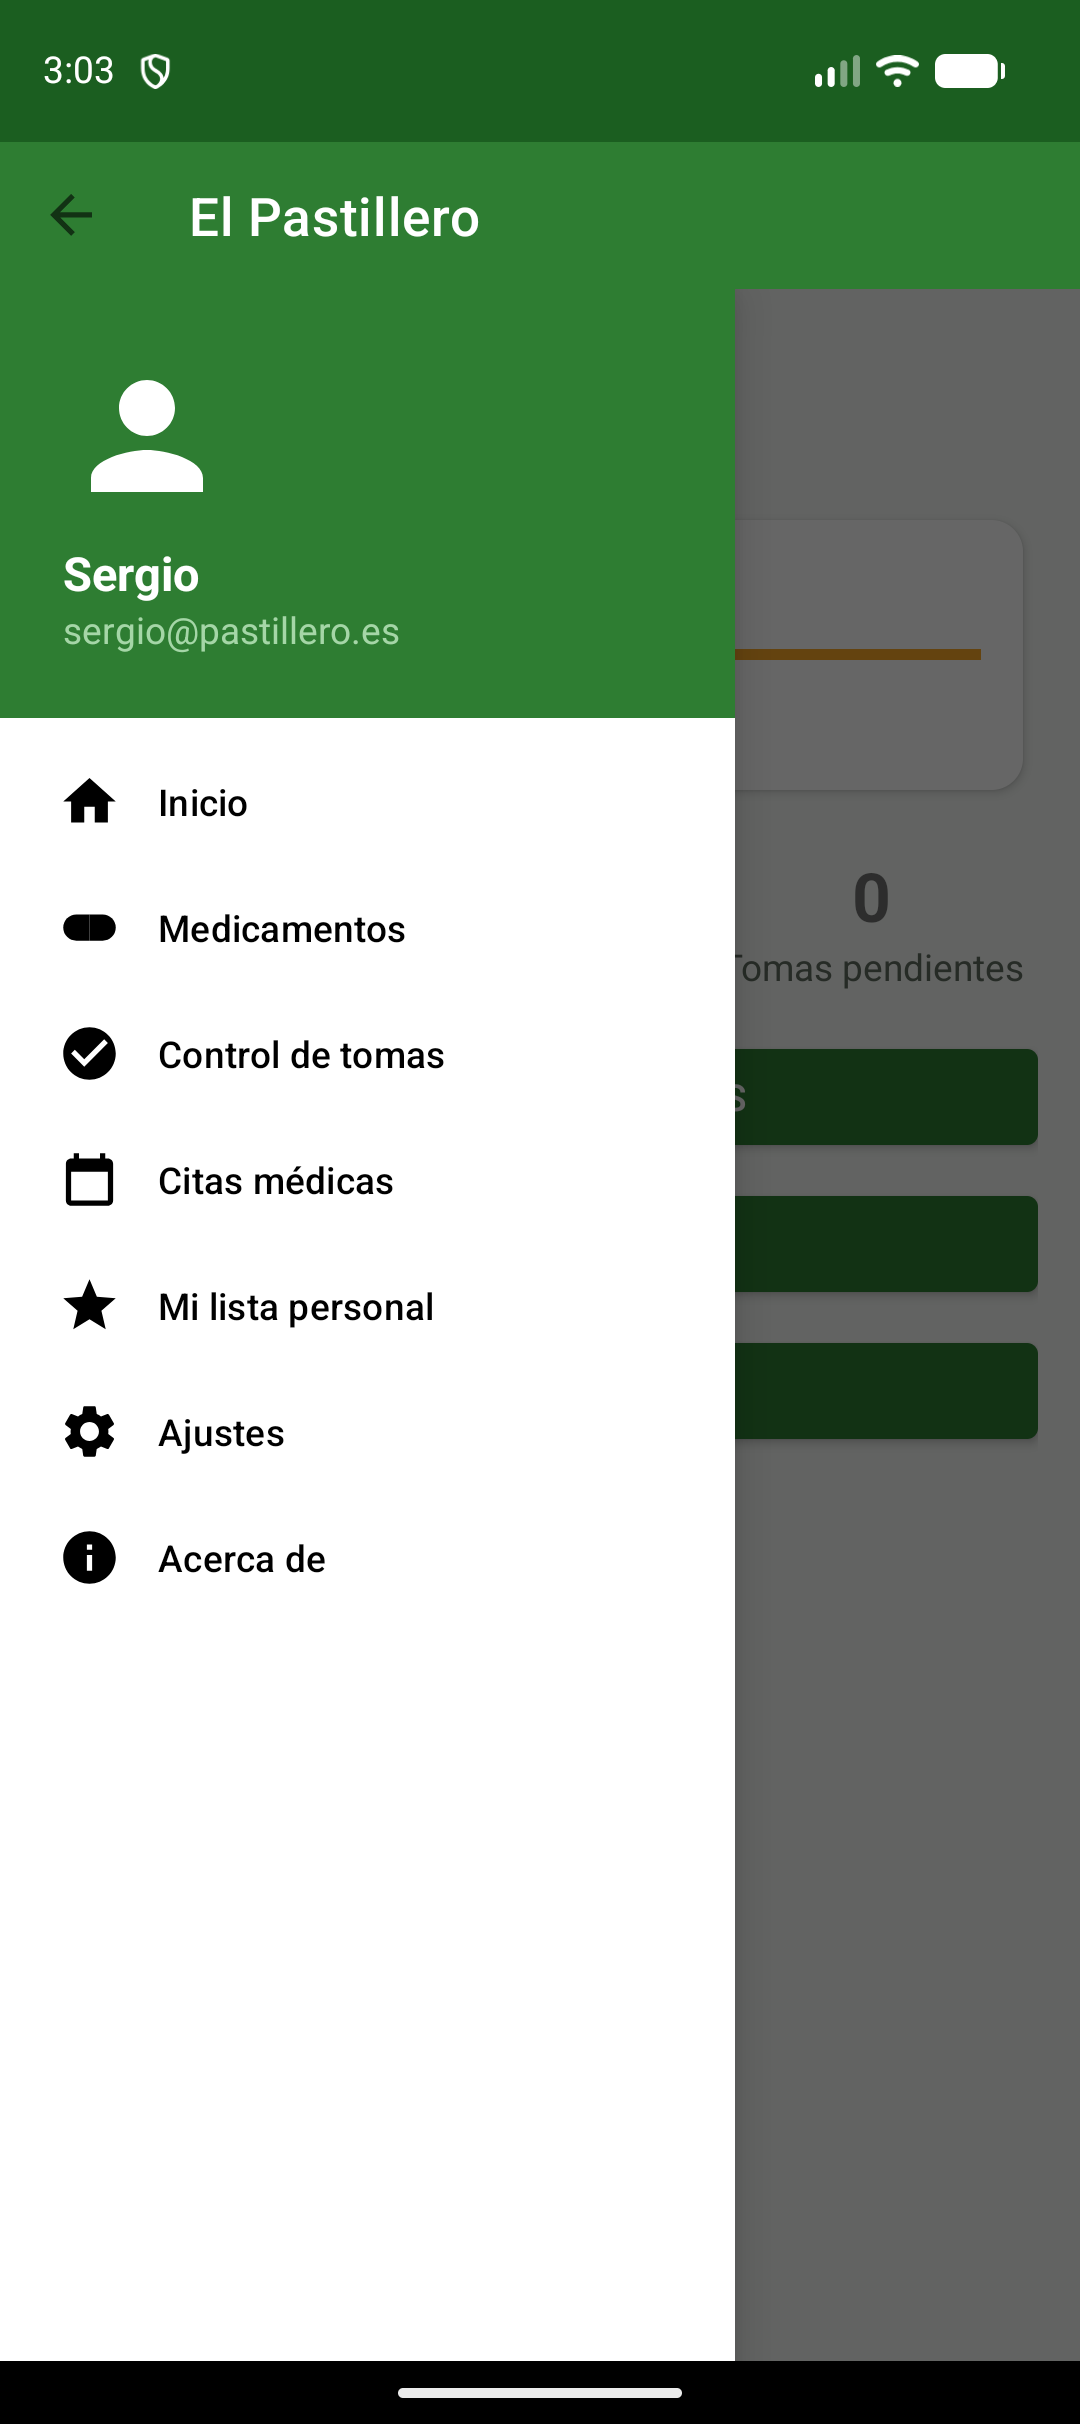 3:03
El Pastillero
Sergio
sergio@pastillero.es
Inicio
Medicamentos
Control de tomas
Citas médicas
Mi lista personal
Ajustes
Acerca de
0
Tomas pendientes
S